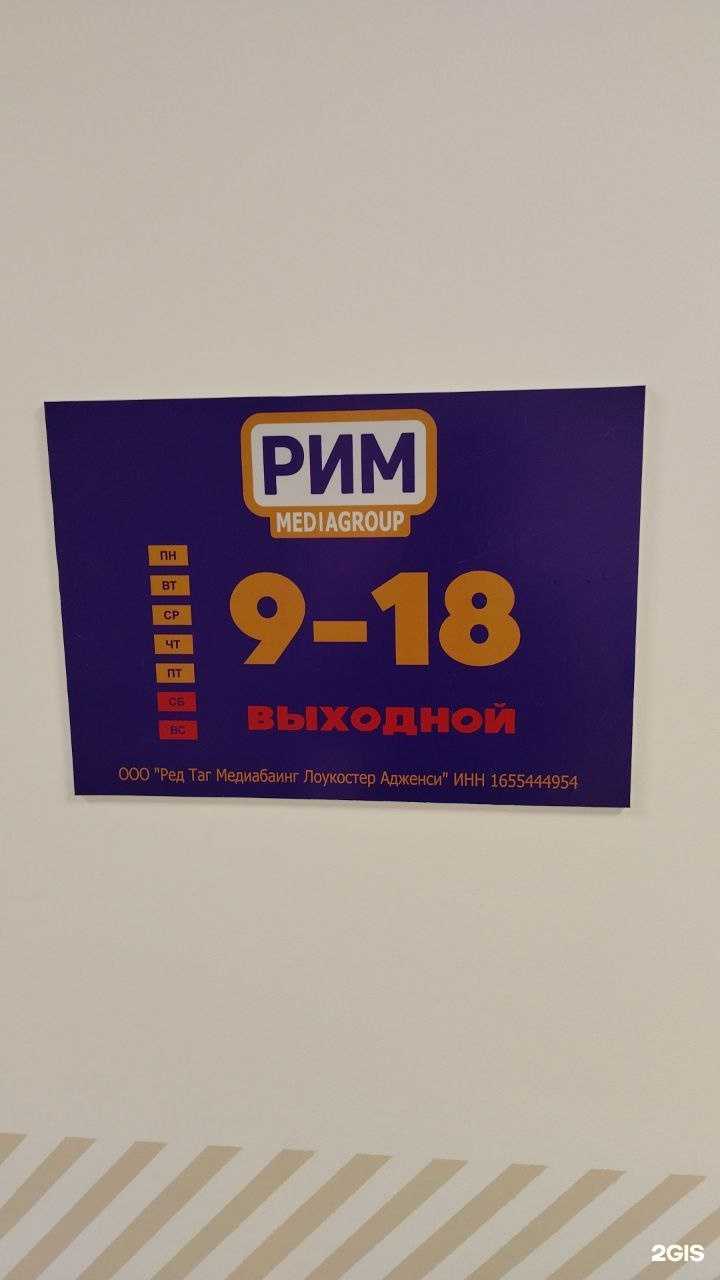 РИМ
MEDIAGROUP
ПН
ВТ
СР
ЧТ
ПТ
9-18
СБ
ВС
ВЫХОДНОЙ
ООО "Ред Таг Медиабаинг Лоукостер Адженси" ИНН 1655444954
2GIS